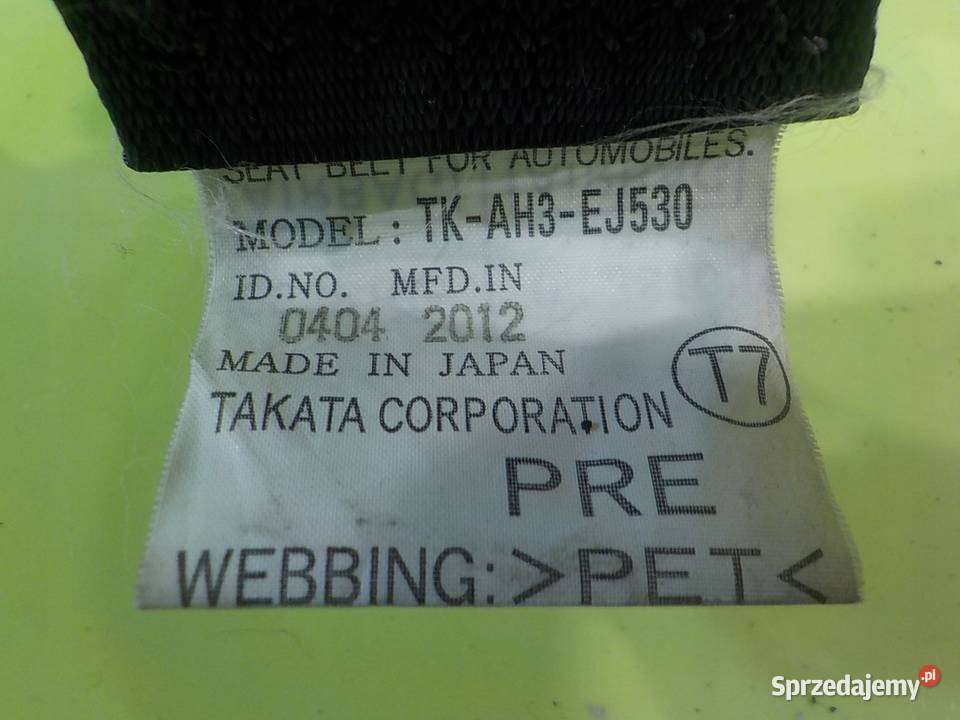 SEAT BELT FOR AUTOMOBILES.
MODEL: TK-AH3-EJ530
ID.NO. MFD.IN
0404 2012
MADE IN JAPAN
T7
TAKATA CORPORATION
PRE
WEBBING: >PET<
Sprzedajemy.pl